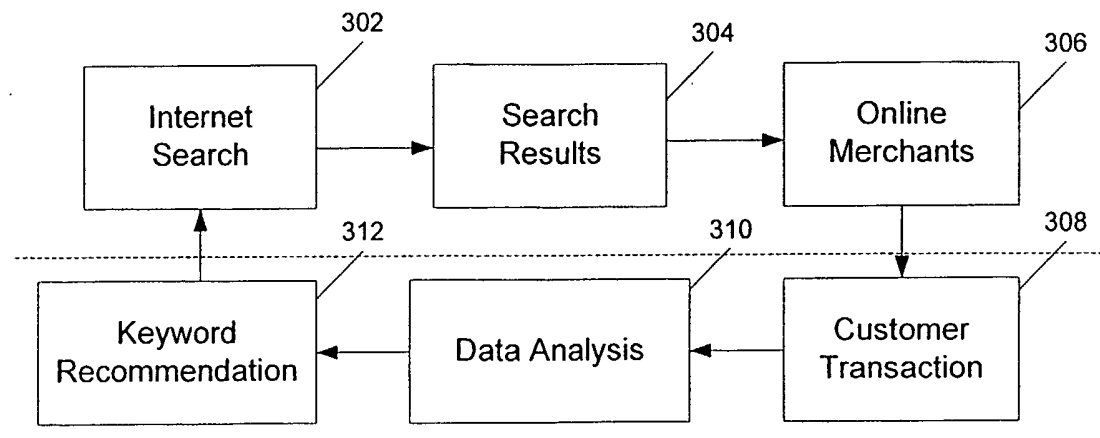 302
304
306
Internet
Search
Search
Results
Online
Merchants
312
310
308
Keyword
Recommendation
Data Analysis
Customer
Transaction